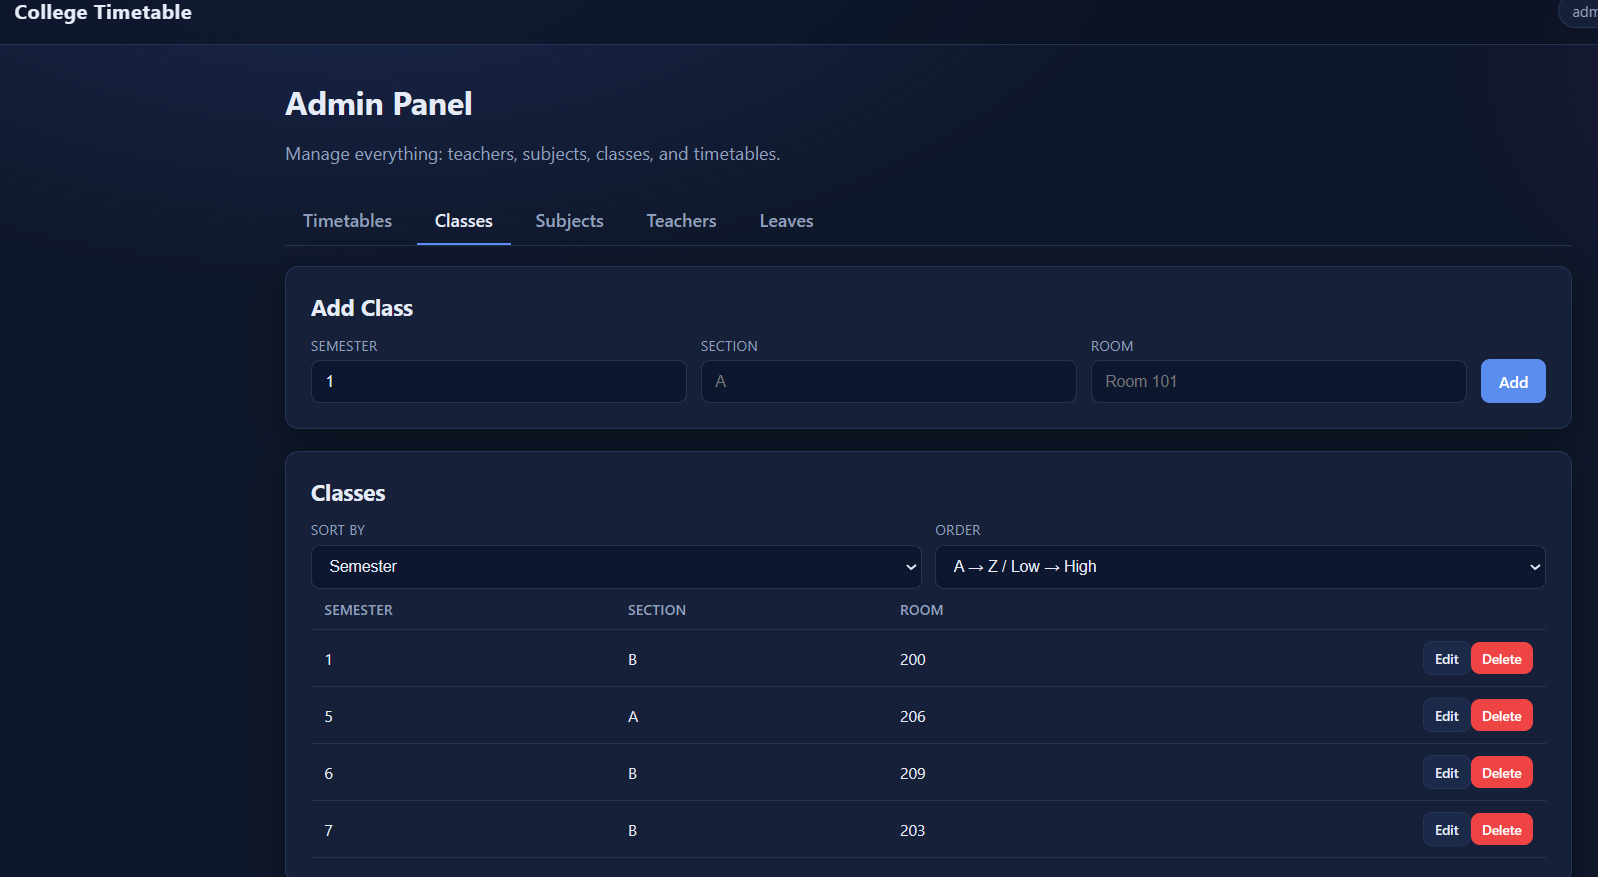 College Timetable
adm
Admin Panel
Manage everything: teachers, subjects, classes, and timetables.
Timetables Classes Subjects Teachers Leaves
Add Class
SEMESTER SECTION ROOM
1 A Room 101 Add
Classes
SORT BY ORDER
Semester A → Z / Low → High
SEMESTER SECTION ROOM
1 B 200 Edit Delete
5 A 206 Edit Delete
6 B 209 Edit Delete
7 B 203 Edit Delete